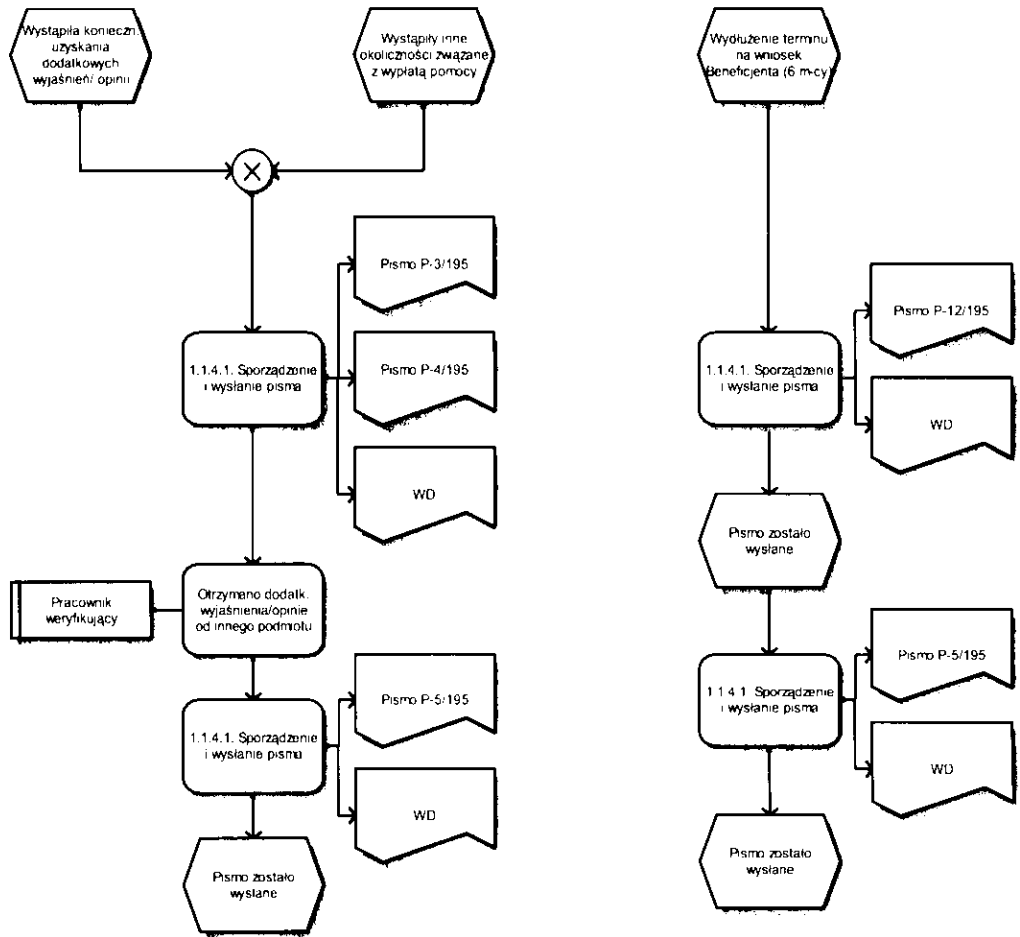 Wystąpiła konieczn.
uzyskania
dodatkowych
wyjaśnień/ opinii
Wystąpiły inne
okoliczności związane
z wypłatą pomocy
Wydłużenie terminu
na wniosek
Beneficjenta (6 m-cy)
Pismo P-3/195
1.1.4.1. Sporządzenie
i wysłanie pisma
Pismo P-4/195
WD
Pismo P-12/195
1.1.4.1. Sporządzenie
i wysłanie pisma
WD
Pismo zostało
wysłane
Pracownik
weryfikujący
Otrzymano dodatk.
wyjaśnienia/opinie
od innego podmiotu
Pismo P-5/195
1.1.4.1. Sporządzenie
i wysłanie pisma
WD
Pismo zostało
wysłane
Pismo P-5/195
1.1.4.1. Sporządzenie
i wysłanie pisma
WD
Pismo zostało
wysłane